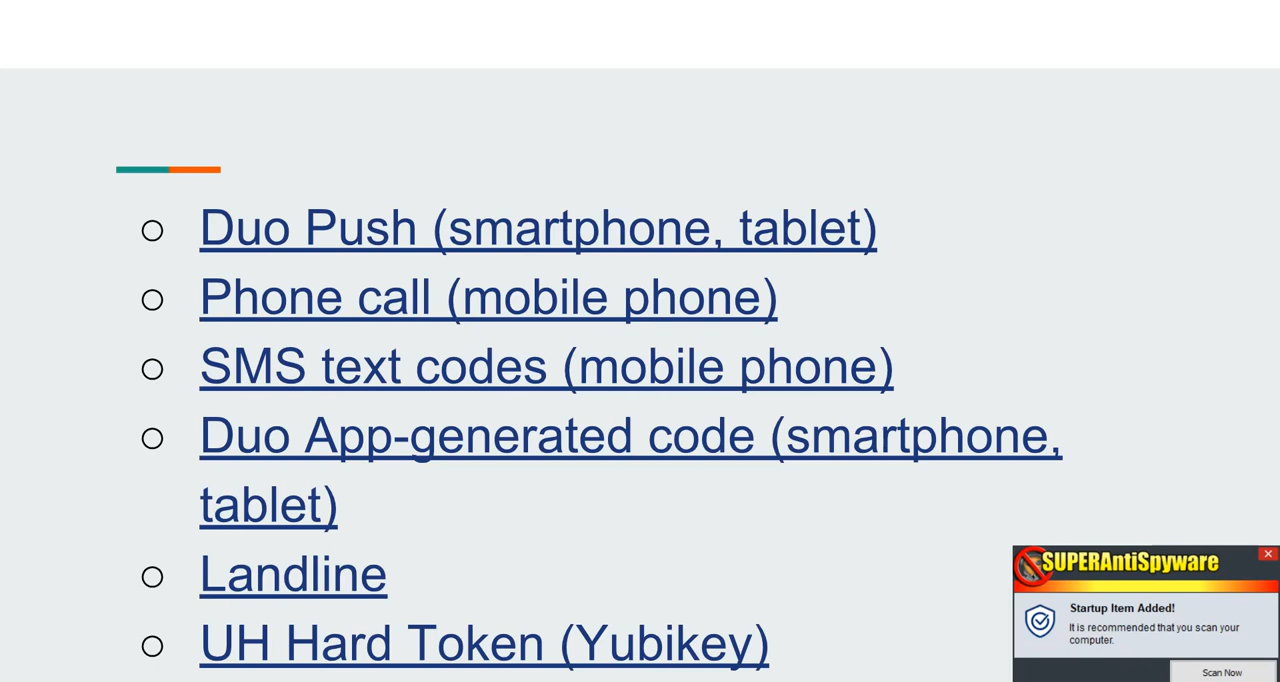 Duo Push (smartphone, tablet)
Phone call (mobile phone)
SMS text codes (mobile phone)
Duo App-generated code (smartphone,
tablet)
Landline
UH Hard Token (Yubikey)
SUPERAntiSpyware
Startup Item Added!
It is recommended that you scan your
computer.
Scan Now